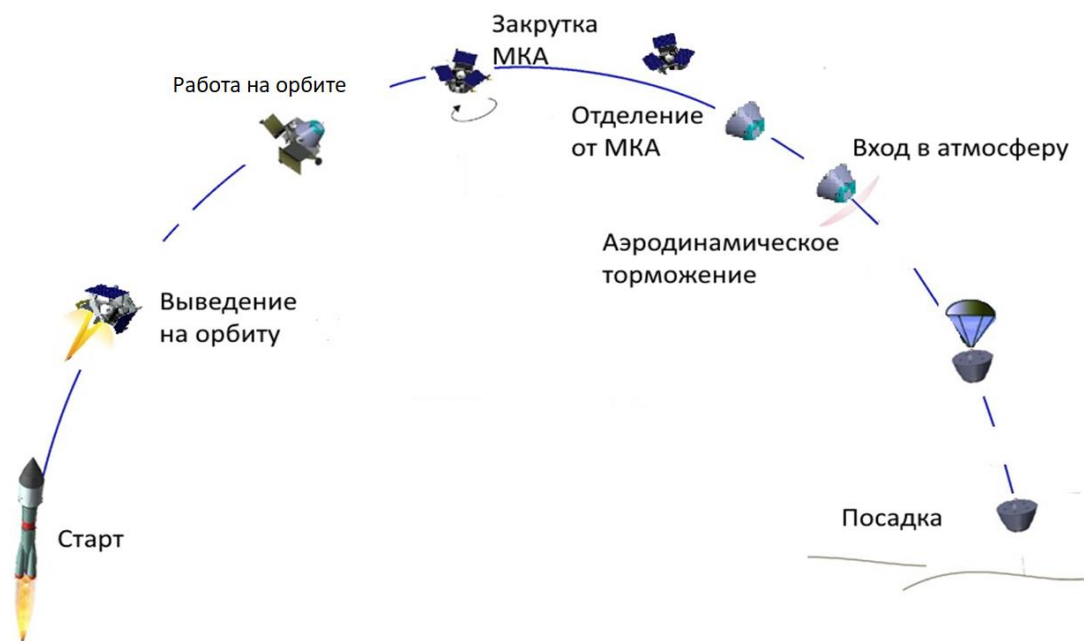 Старт
Выведение
на орбиту
Работа на орбите
Закрутка
МКА
Отделение
от МКА
Вход в атмосферу
Аэродинамическое
торможение
Посадка